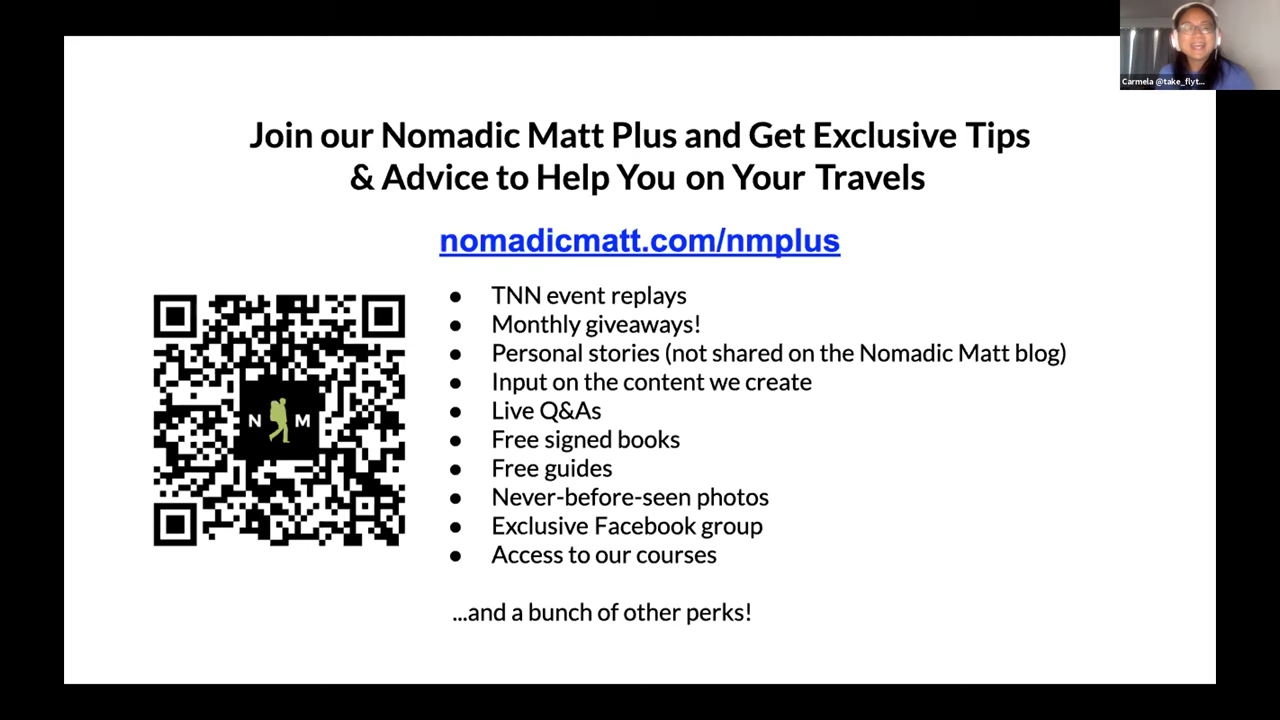 Carmela @take_flyt...
Join our Nomadic Matt Plus and Get Exclusive Tips
& Advice to Help You on Your Travels
nomadicmatt.com/nmplus
● TNN event replays
● Monthly giveaways!
● Personal stories (not shared on the Nomadic Matt blog)
● Input on the content we create
● Live Q&As
● Free signed books
● Free guides
● Never-before-seen photos
● Exclusive Facebook group
● Access to our courses
...and a bunch of other perks!
N M